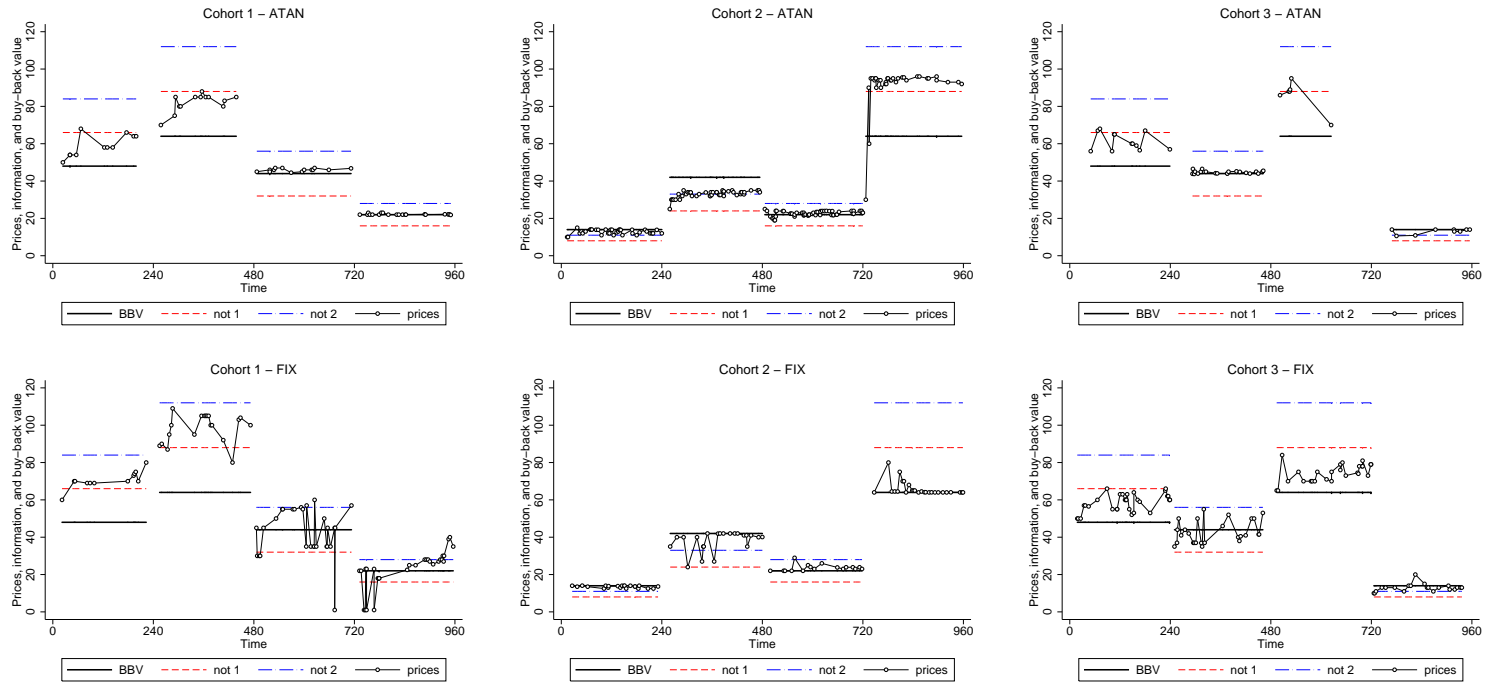 Cohort 1 − ATAN
Prices, information, and buy−back value
0 20 40 60 80 100 120
0 240 480 720 960
Time
BBV not 1 not 2 prices
Cohort 2 − ATAN
Prices, information, and buy−back value
0 20 40 60 80 100 120
0 240 480 720 960
Time
BBV not 1 not 2 prices
Cohort 3 − ATAN
Prices, information, and buy−back value
0 20 40 60 80 100 120
0 240 480 720 960
Time
BBV not 1 not 2 prices
Cohort 1 − FIX
Prices, information, and buy−back value
0 20 40 60 80 100 120
0 240 480 720 960
Time
BBV not 1 not 2 prices
Cohort 2 − FIX
Prices, information, and buy−back value
0 20 40 60 80 100 120
0 240 480 720 960
Time
BBV not 1 not 2 prices
Cohort 3 − FIX
Prices, information, and buy−back value
0 20 40 60 80 100 120
0 240 480 720 960
Time
BBV not 1 not 2 prices